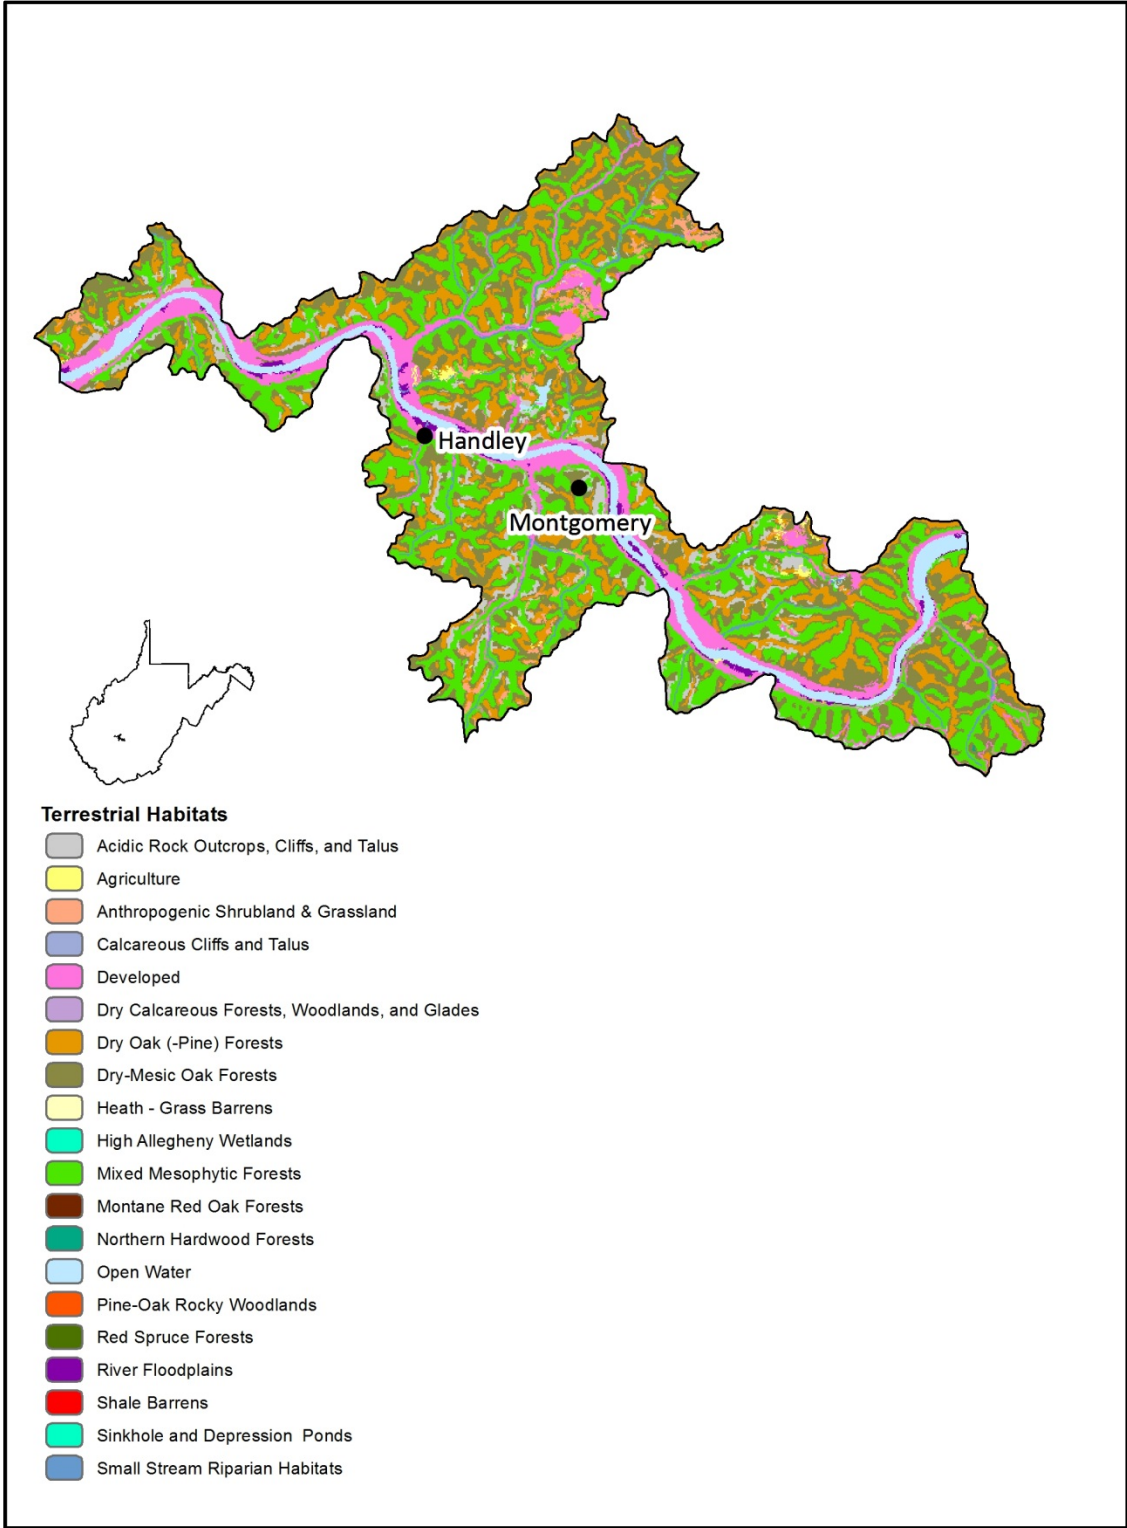 Handley
Montgomery
Terrestrial Habitats
Acidic Rock Outcrops, Cliffs, and Talus
Agriculture
Anthropogenic Shrubland & Grassland
Calcareous Cliffs and Talus
Developed
Dry Calcareous Forests, Woodlands, and Glades
Dry Oak (-Pine) Forests
Dry-Mesic Oak Forests
Heath - Grass Barrens
High Allegheny Wetlands
Mixed Mesophytic Forests
Montane Red Oak Forests
Northern Hardwood Forests
Open Water
Pine-Oak Rocky Woodlands
Red Spruce Forests
River Floodplains
Shale Barrens
Sinkhole and Depression  Ponds
Small Stream Riparian Habitats